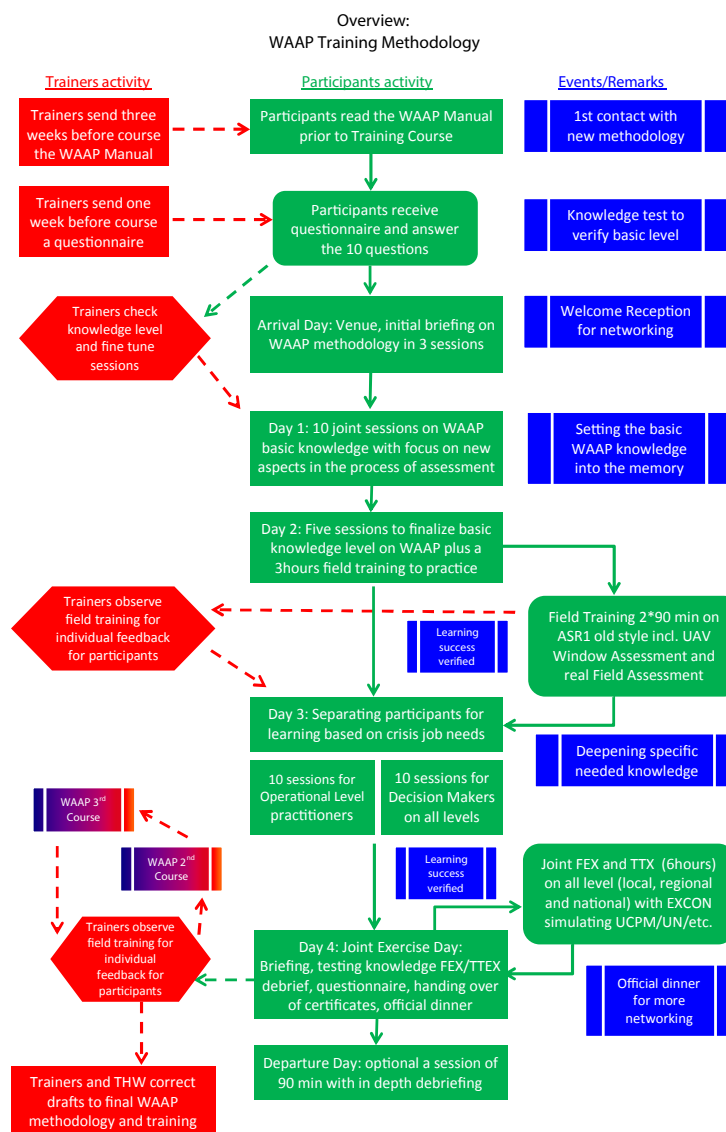 Overview:
WAAP Training Methodology
Trainers activity
Participants activity
Events/Remarks
Trainers send three
weeks before course
the WAAP Manual
Participants read the WAAP Manual
prior to Training Course
1st contact with
new methodology
Trainers send one
week before course
a questionnaire
Participants receive
questionnaire and answer
the 10 questions
Knowledge test to
verify basic level
Trainers check
knowledge level
and fine tune
sessions
Arrival Day: Venue, initial briefing on
WAAP methodology in 3 sessions
Welcome Reception
for networking
Day 1: 10 joint sessions on WAAP
basic knowledge with focus on new
aspects in the process of assessment
Setting the basic
WAAP knowledge
into the memory
Day 2: Five sessions to finalize basic
knowledge level on WAAP plus a
3hours field training to practice
Trainers observe
field training for
individual feedback
for participants
Learning
success
verified
Field Training 2*90 min on
ASR1 old style incl. UAV
Window Assessment and
real Field Assessment
Day 3: Separating participants for
learning based on crisis job needs
Deepening specific
needed knowledge
10 sessions for
Operational Level
practitioners
10 sessions for
Decision Makers
on all levels
WAAP 3rd
Course
WAAP 2nd
Course
Learning
success
verified
Joint FEX and TTX (6hours)
on all level (local, regional
and national) with EXCON
simulating UCPM/UN/etc.
Trainers observe
field training for
individual
feedback for
participants
Day 4: Joint Exercise Day:
Briefing, testing knowledge FEX/TTEX
debrief, questionnaire, handing over
of certificates, official dinner
Official dinner
for more
networking
Departure Day: optional a session of
90 min with in depth debriefing
Trainers and THW correct
drafts to final WAAP
methodology and training